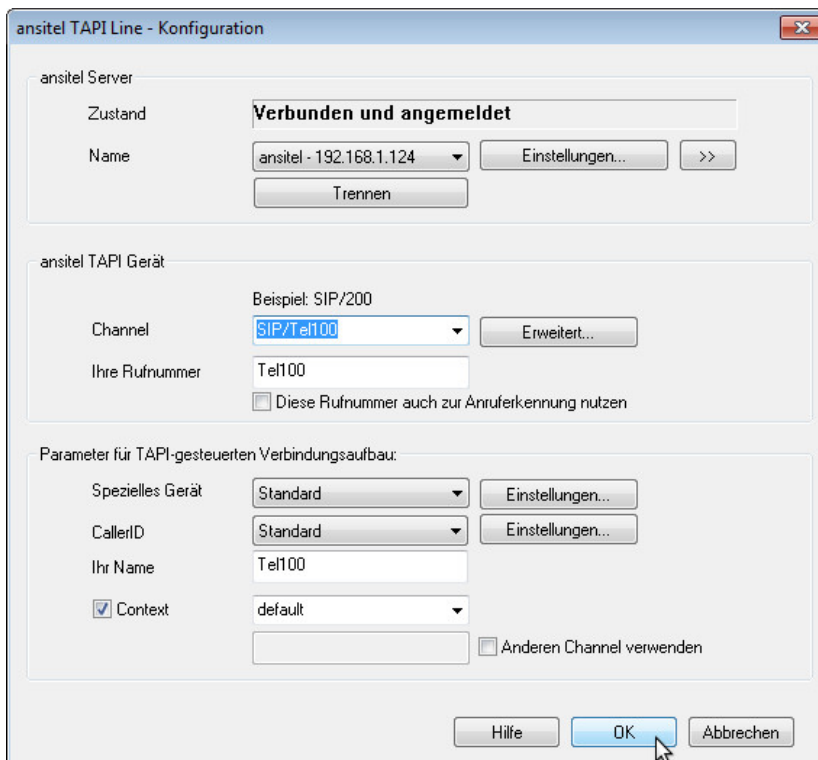 ansitel TAPI Line - Konfiguration
ansitel Server
Zustand
Verbunden und angemeldet
Name
ansitel - 192.168.1.124
Einstellungen...
>>
Trennen
ansitel TAPI Gerät
Beispiel: SIP/200
Channel
SIP/Tel100
Erweitert...
Ihre Rufnummer
Tel100
Diese Rufnummer auch zur Anruferkennung nutzen
Parameter für TAPI-gesteuerten Verbindungsaufbau:
Spezielles Gerät
Standard
Einstellungen...
CallerID
Standard
Einstellungen...
Ihr Name
Tel100
Context
default
Anderen Channel verwenden
Hilfe
OK
Abbrechen